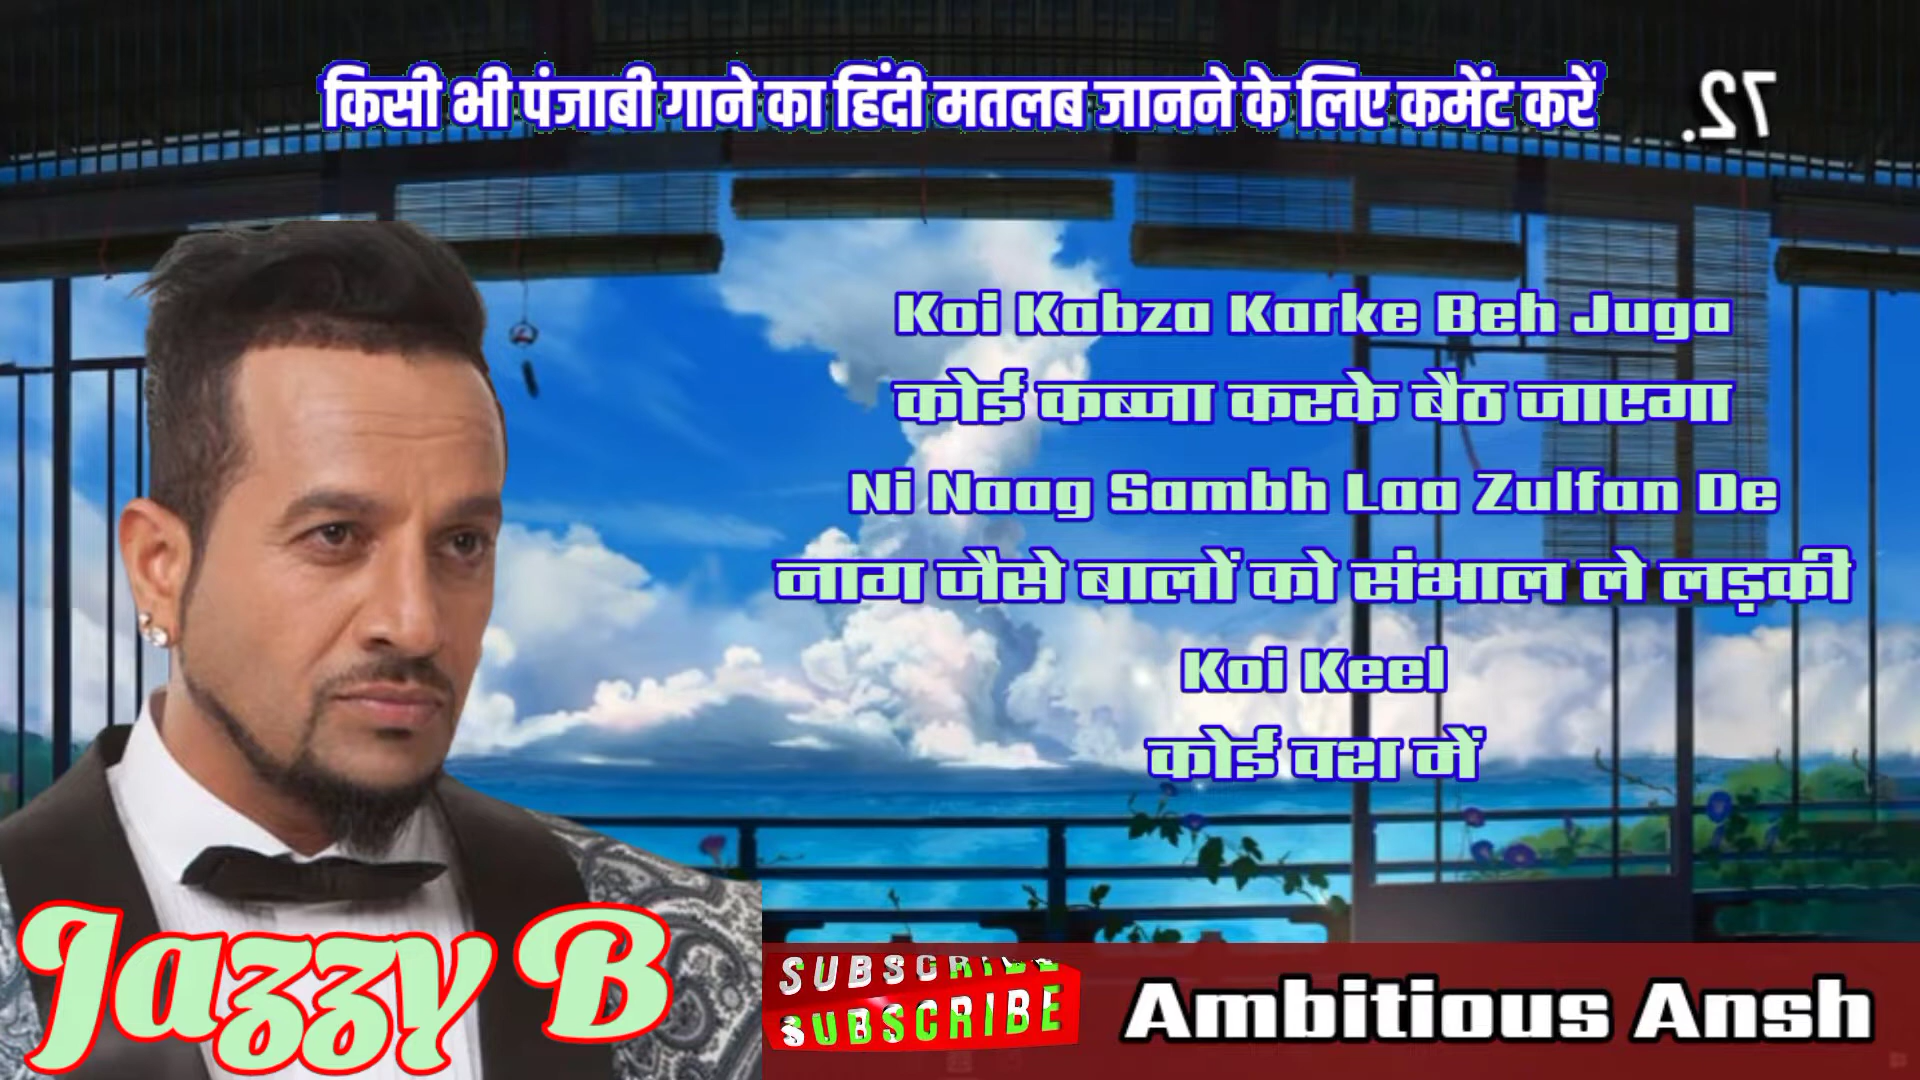 किसी भी पंजाबी गाने का हिंदी मतलब जानने के लिए कमेंट करें
72.
Koi Kabza Karke Beh Juga
कोई कब्जा करके बैठ जाएगा
Ni Naag Sambh Laa Zulfan De
नाग जैसे बालों को संभाल ले लड़की
Koi Keel
कोई वश में
Jazzy B
SUBSCRIBE
SUBSCRIBE
Ambitious Ansh